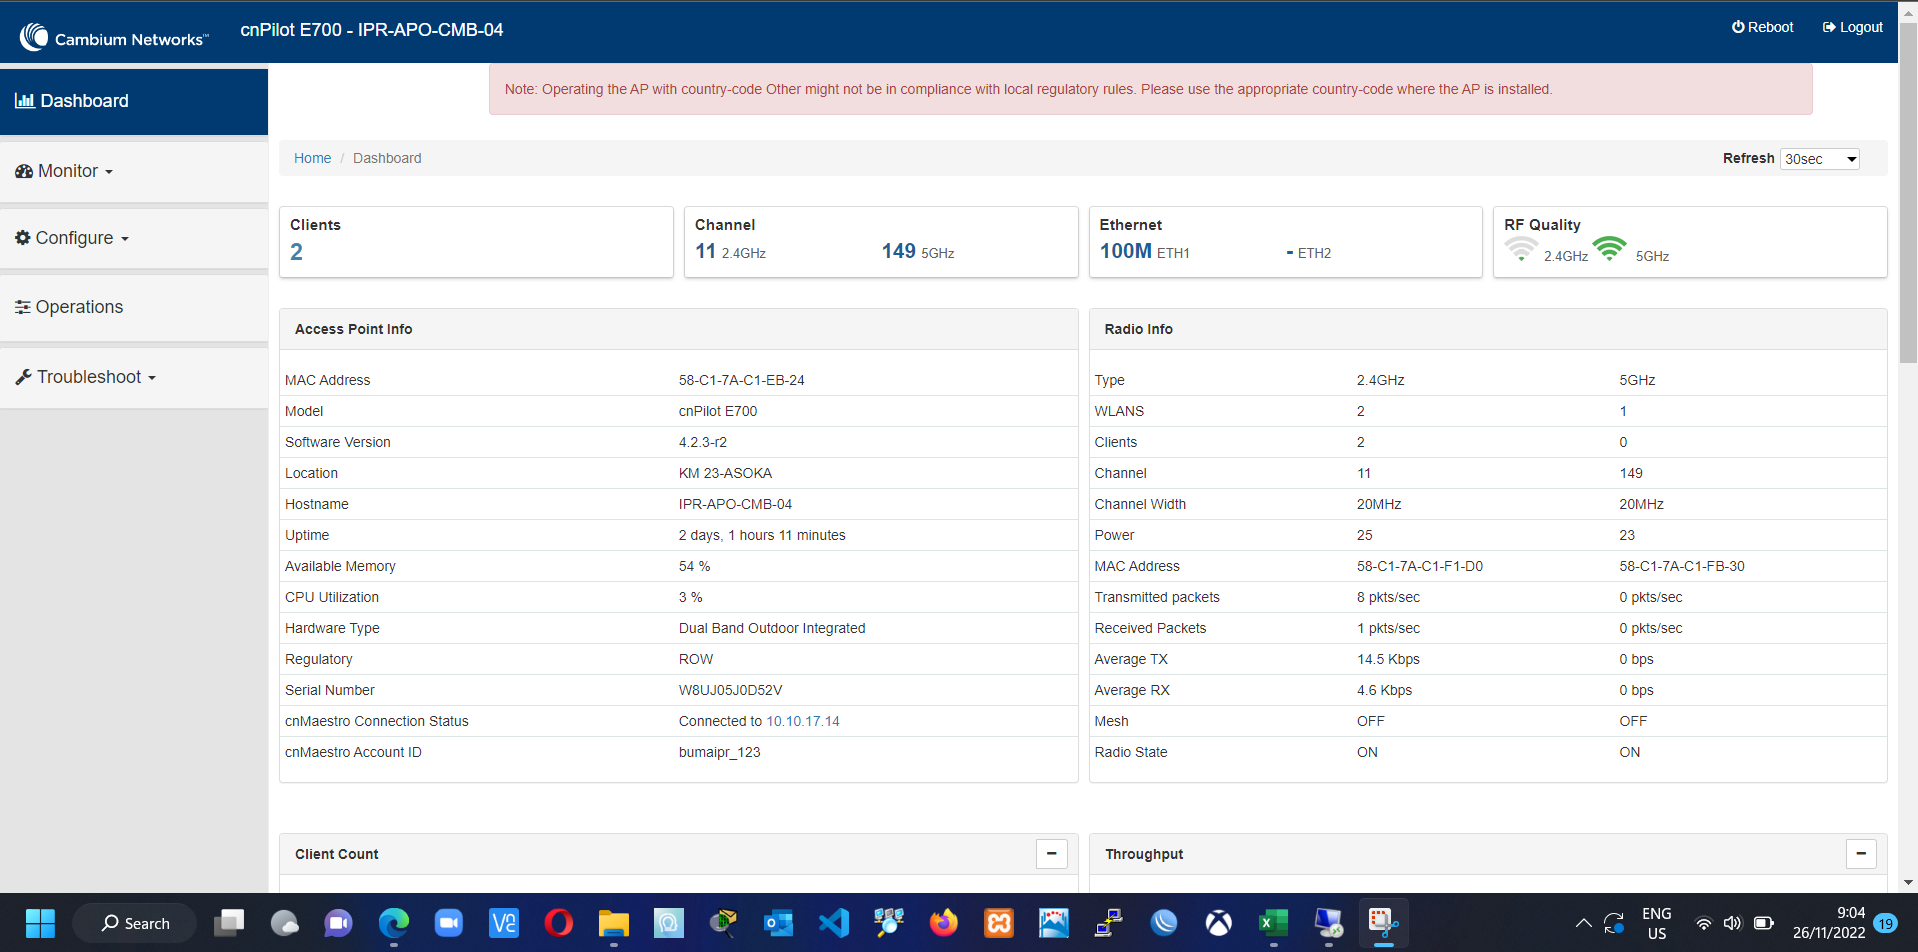 Cambium Networks™
cnPilot E700 - IPR-APO-CMB-04
Reboot
Logout
Dashboard
Monitor
Configure
Operations
Troubleshoot
Note: Operating the AP with country-code Other might not be in compliance with local regulatory rules. Please use the appropriate country-code where the AP is installed.
Home / Dashboard
Refresh 30sec
Clients
2
Channel
11 2.4GHz 149 5GHz
Ethernet
100M ETH1 - ETH2
RF Quality
2.4GHz 5GHz
Access Point Info
MAC Address 58-C1-7A-C1-EB-24
Model cnPilot E700
Software Version 4.2.3-r2
Location KM 23-ASOKA
Hostname IPR-APO-CMB-04
Uptime 2 days, 1 hours 11 minutes
Available Memory 54 %
CPU Utilization 3 %
Hardware Type Dual Band Outdoor Integrated
Regulatory ROW
Serial Number W8UJ05J0D52V
cnMaestro Connection Status Connected to 10.10.17.14
cnMaestro Account ID bumaipr_123
Radio Info
Type 2.4GHz 5GHz
WLANS 2 1
Clients 2 0
Channel 11 149
Channel Width 20MHz 20MHz
Power 25 23
MAC Address 58-C1-7A-C1-F1-D0 58-C1-7A-C1-FB-30
Transmitted packets 8 pkts/sec 0 pkts/sec
Received Packets 1 pkts/sec 0 pkts/sec
Average TX 14.5 Kbps 0 bps
Average RX 4.6 Kbps 0 bps
Mesh OFF OFF
Radio State ON ON
Client Count
Throughput
Search
ENG
US
9:04
26/11/2022
19